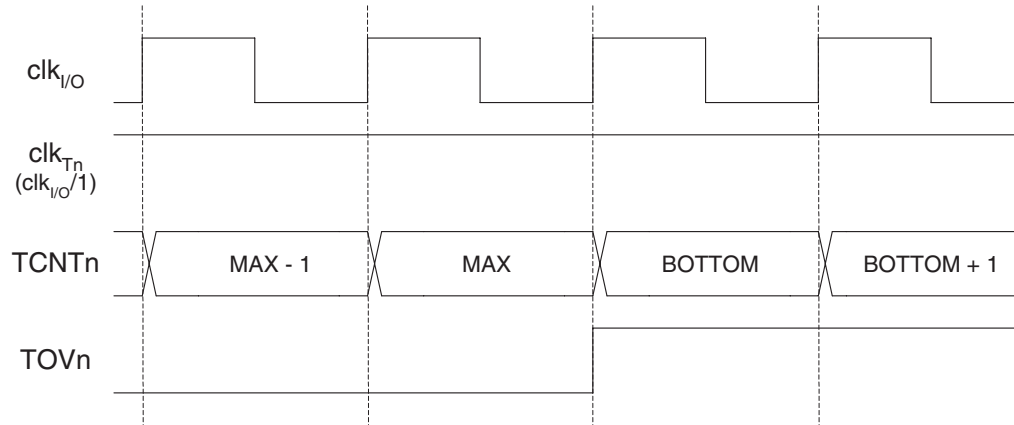 clkI/O
clkTn
(clkI/O/1)
TCNTn
MAX - 1
MAX
BOTTOM
BOTTOM + 1
TOVn